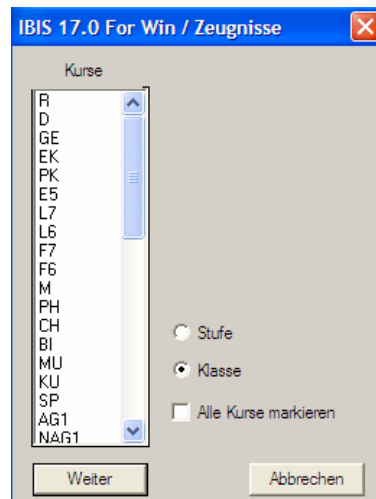 IBIS 17.0 For Win / Zeugnisse
Kurse
R
D
GE
EK
PK
E5
L7
L6
F7
F6
M
PH
CH
BI
MU
KU
SP
AG1
NAG1
Stufe
Klasse
Alle Kurse markieren
Weiter
Abbrechen